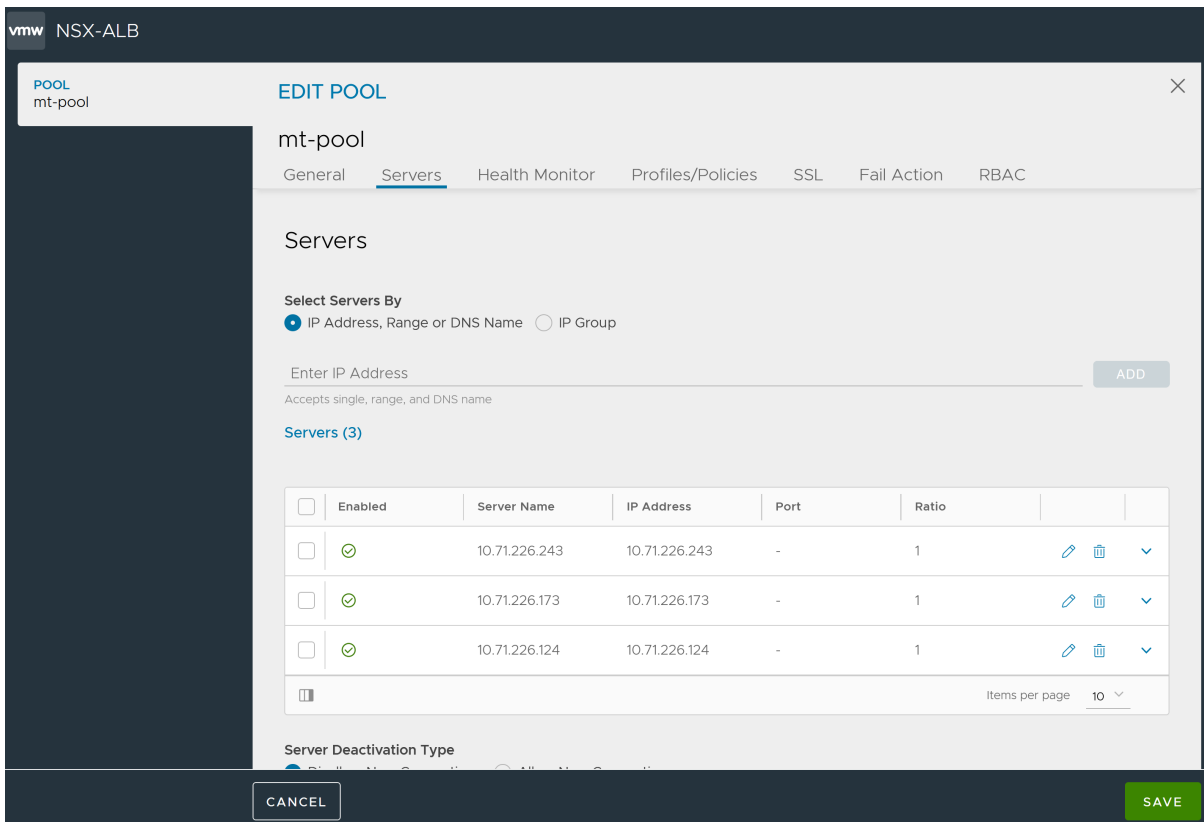 vmw NSX-ALB
POOL
mt-pool
EDIT POOL
mt-pool
General Servers Health Monitor Profiles/Policies SSL Fail Action RBAC
Servers
Select Servers By
IP Address, Range or DNS Name IP Group
Enter IP Address ADD
Accepts single, range, and DNS name
Servers (3)
Enabled Server Name IP Address Port Ratio
10.71.226.243 10.71.226.243 - 1
10.71.226.173 10.71.226.173 - 1
10.71.226.124 10.71.226.124 - 1
Items per page 10
Server Deactivation Type
CANCEL SAVE